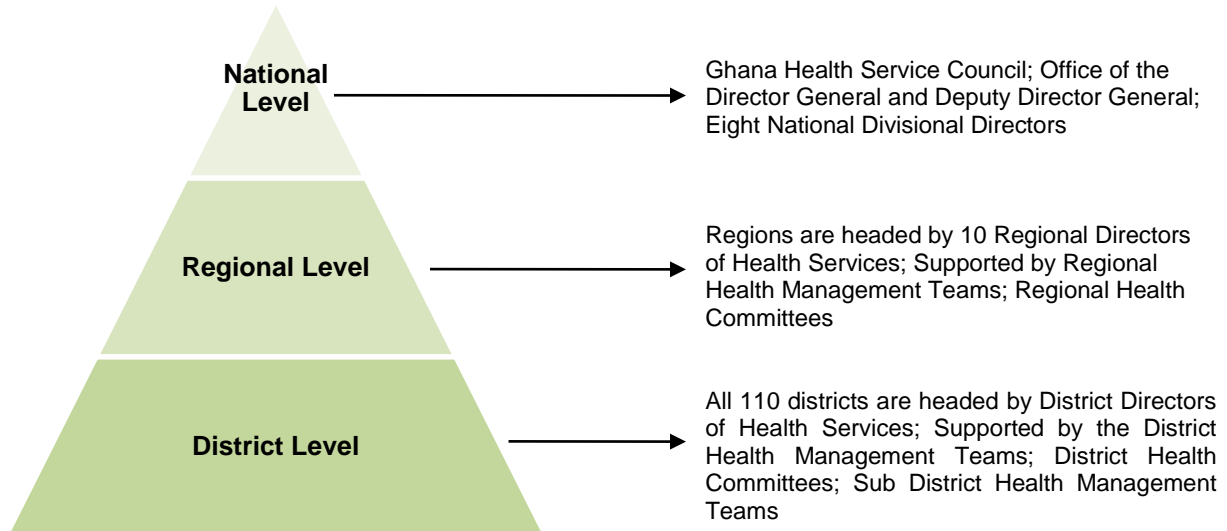 National
Level
Ghana Health Service Council; Office of the
Director General and Deputy Director General;
Eight National Divisional Directors
Regional Level
Regions are headed by 10 Regional Directors
of Health Services; Supported by Regional
Health Management Teams; Regional Health
Committees
District Level
All 110 districts are headed by District Directors
of Health Services; Supported by the District
Health Management Teams; District Health
Committees; Sub District Health Management
Teams